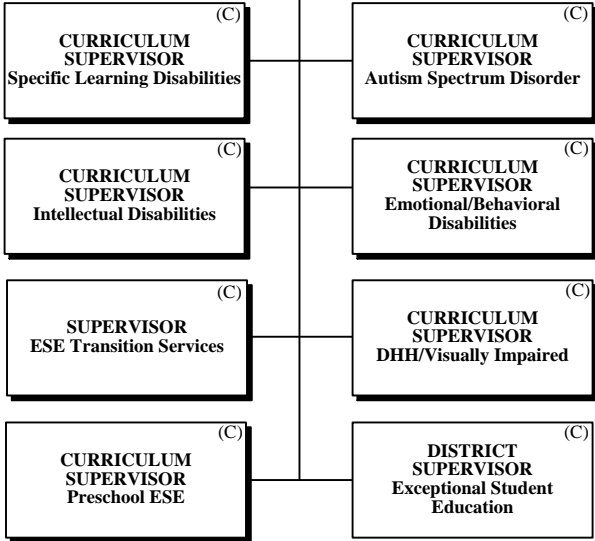 (C)
CURRICULUM
SUPERVISOR
Specific Learning Disabilities
(C)
CURRICULUM
SUPERVISOR
Autism Spectrum Disorder
(C)
CURRICULUM
SUPERVISOR
Intellectual Disabilities
(C)
CURRICULUM
SUPERVISOR
Emotional/Behavioral
Disabilities
(C)
SUPERVISOR
ESE Transition Services
(C)
CURRICULUM
SUPERVISOR
DHH/Visually Impaired
(C)
CURRICULUM
SUPERVISOR
Preschool ESE
(C)
DISTRICT
SUPERVISOR
Exceptional Student
Education